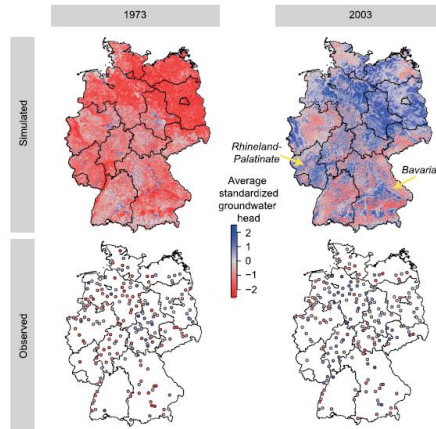 1973
2003
Simulated
Rhineland-
Palatinate
Bavaria
Average
standardized
groundwater
head
2
1
0
−1
−2
Observed